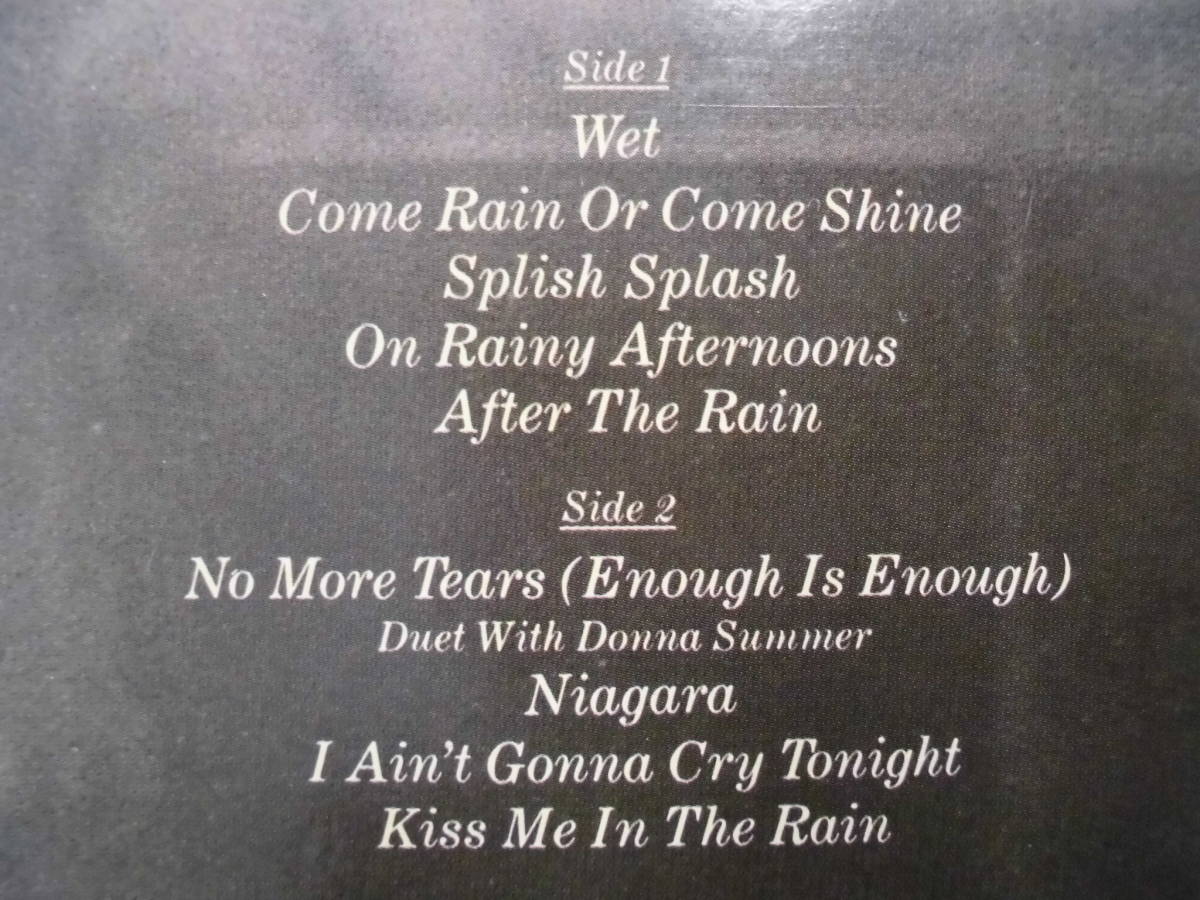 Side 1
Wet
Come Rain Or Come Shine
Splish Splash
On Rainy Afternoons
After The Rain
Side 2
No More Tears (Enough Is Enough)
Duet With Donna Summer
Niagara
I Ain't Gonna Cry Tonight
Kiss Me In The Rain